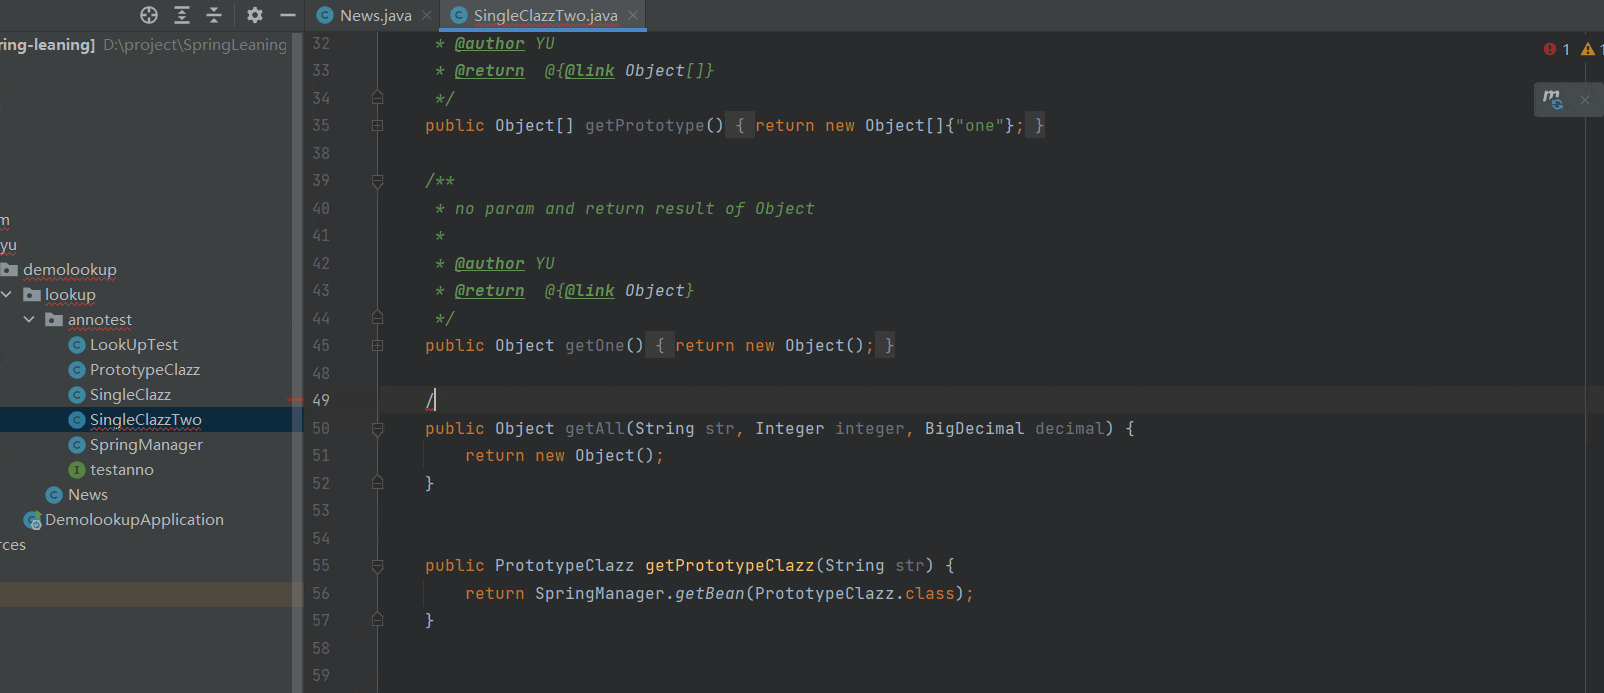 News.java
SingleClazzTwo.java
ring-leaning] D:\project\SpringLeaning
m
yu
demolookup
lookup
annotest
LookUpTest
PrototypeClazz
SingleClazz
SingleClazzTwo
SpringManager
testanno
News
DemolookupApplication
rces
1
32 * @author YU
33 * @return  @{@link Object[]}
34 */
35 public Object[] getPrototype() { return new Object[]{"one"}; }
38
39 /**
40 * no param and return result of Object
41 *
42 * @author YU
43 * @return  @{@link Object}
44 */
45 public Object getOne() { return new Object(); }
48
49 /
50 public Object getAll(String str, Integer integer, BigDecimal decimal) {
51 return new Object();
52 }
53
54
55 public PrototypeClazz getPrototypeClazz(String str) {
56 return SpringManager.getBean(PrototypeClazz.class);
57 }
58
59